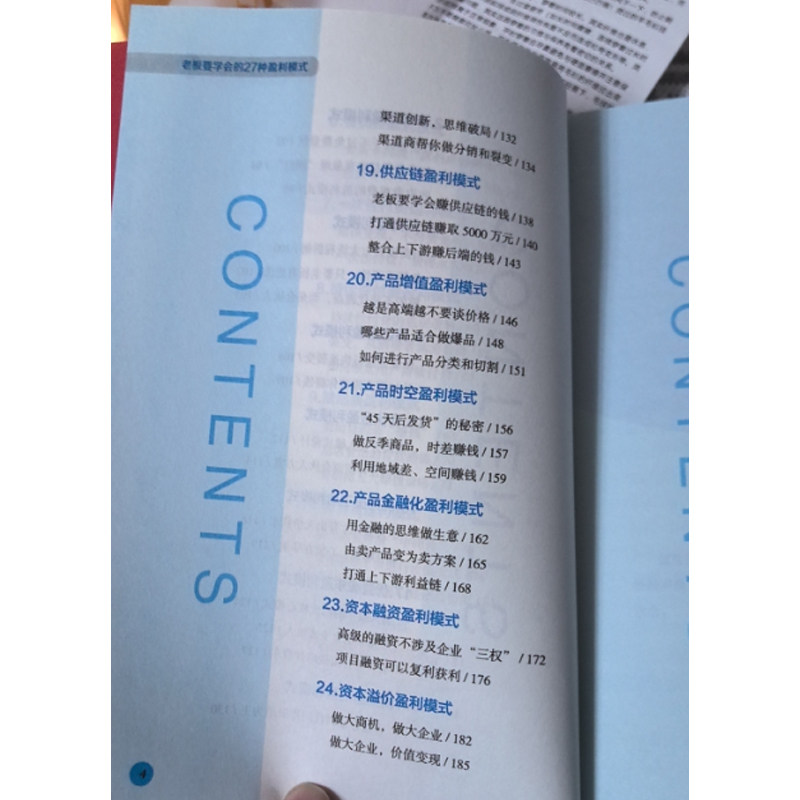 老板要学会的27种盈利模式
CONTENTS
渠道创新，思维破局 / 132
渠道商帮你做分销和裂变 / 134
19.供应链盈利模式
老板要学会赚供应链的钱 / 138
打通供应链赚取 5000 万元 / 140
整合上下游赚后端的钱 / 143
20.产品增值盈利模式
越是高端越不要谈价格 / 146
哪些产品适合做爆品 / 148
如何进行产品分类和切割 / 151
21.产品时空盈利模式
“45 天后发货”的秘密 / 156
做反季商品，时差赚钱 / 157
利用地域差、空间赚钱 / 159
22.产品金融化盈利模式
用金融的思维做生意 / 162
由卖产品变为卖方案 / 165
打通上下游利益链 / 168
23.资本融资盈利模式
高级的融资不涉及企业“三权” / 172
项目融资可以复利获利 / 176
24.资本溢价盈利模式
做大商机，做大企业 / 182
做大企业，价值变现 / 185
4